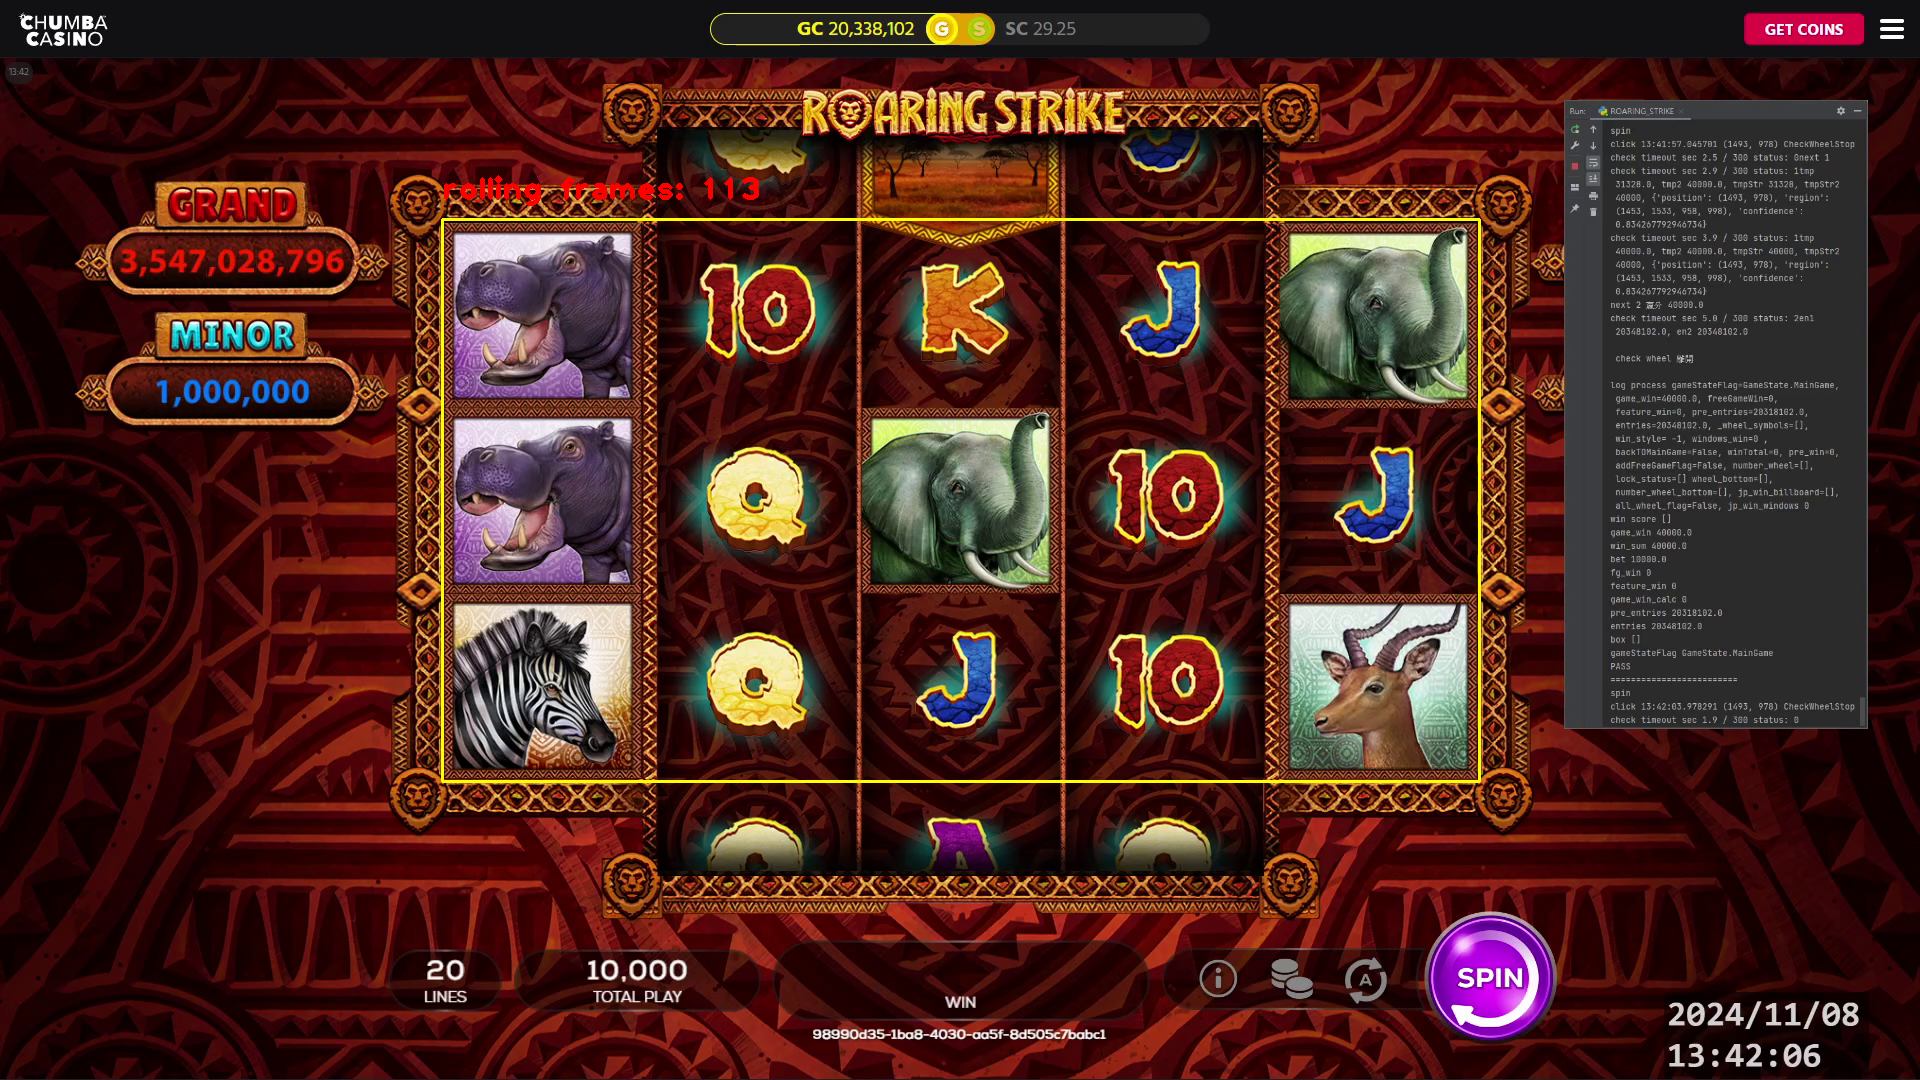 CHUMBA
CASINO
GC 20,338,102
G
S
SC 29.25
GET COINS
13:42
ROARING STRIKE
rolling frames: 113
GRAND
3,547,028,796
MINOR
1,000,000
10
K
J
Q
10
J
Q
J
10
A
20
LINES
10,000
TOTAL PLAY
WIN
98990d35-1ba8-4030-aa5f-8d505c7babc1
i
A
SPIN
2024/11/08
13:42:06
Run:
ROARING_STRIKE
spin
click 13:41:57.045701 (1493, 978) CheckWheelStop
check timeout sec 2.5 / 300 status: 0next 1
check timeout sec 2.9 / 300 status: 1tmp
31328.0, tmp2 40000.0, tmpStr 31328, tmpStr2
40000, {'position': (1493, 978), 'region':
(1453, 1533, 958, 998), 'confidence':
0.834267792946734}
check timeout sec 3.9 / 300 status: 1tmp
40000.0, tmp2 40000.0, tmpStr 40000, tmpStr2
40000, {'position': (1493, 978), 'region':
(1453, 1533, 958, 998), 'confidence':
0.834267792946734}
next 2 贏分 40000.0
check timeout sec 5.0 / 300 status: 2en1
20348102.0, en2 20348102.0
check wheel
log process gameStateFlag=GameState.MainGame,
game_win=40000.0, freeGameWin=0,
feature_win=0, pre_entries=20318102.0,
entries=20348102.0, _wheel_symbols=[],
win_style= -1, windows_win=0 ,
backTOMainGame=False, winTotal=0, pre_win=0,
addFreeGameFlag=False, number_wheel=[],
lock_status=[] wheel_bottom=[],
number_wheel_bottom=[], jp_win_billboard=[],
all_wheel_flag=False, jp_win_windows 0
win score []
game_win 40000.0
win_sum 40000.0
bet 10000.0
fg_win 0
feature_win 0
game_win_calc 0
pre_entries 20318102.0
entries 20348102.0
box []
gameStateFlag GameState.MainGame
PASS
=========================
spin
click 13:42:03.978291 (1493, 978) CheckWheelStop
check timeout sec 1.9 / 300 status: 0